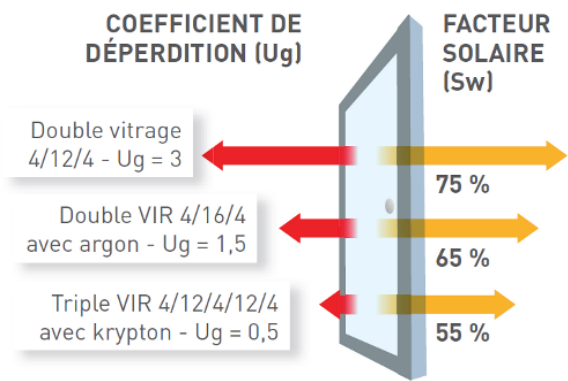 COEFFICIENT DE
DÉPERDITION (Ug)
FACTEUR
SOLAIRE
(Sw)
Double vitrage
4/12/4 - Ug = 3
75 %
Double VIR 4/16/4
avec argon - Ug = 1,5
65 %
Triple VIR 4/12/4/12/4
avec krypton - Ug = 0,5
55 %